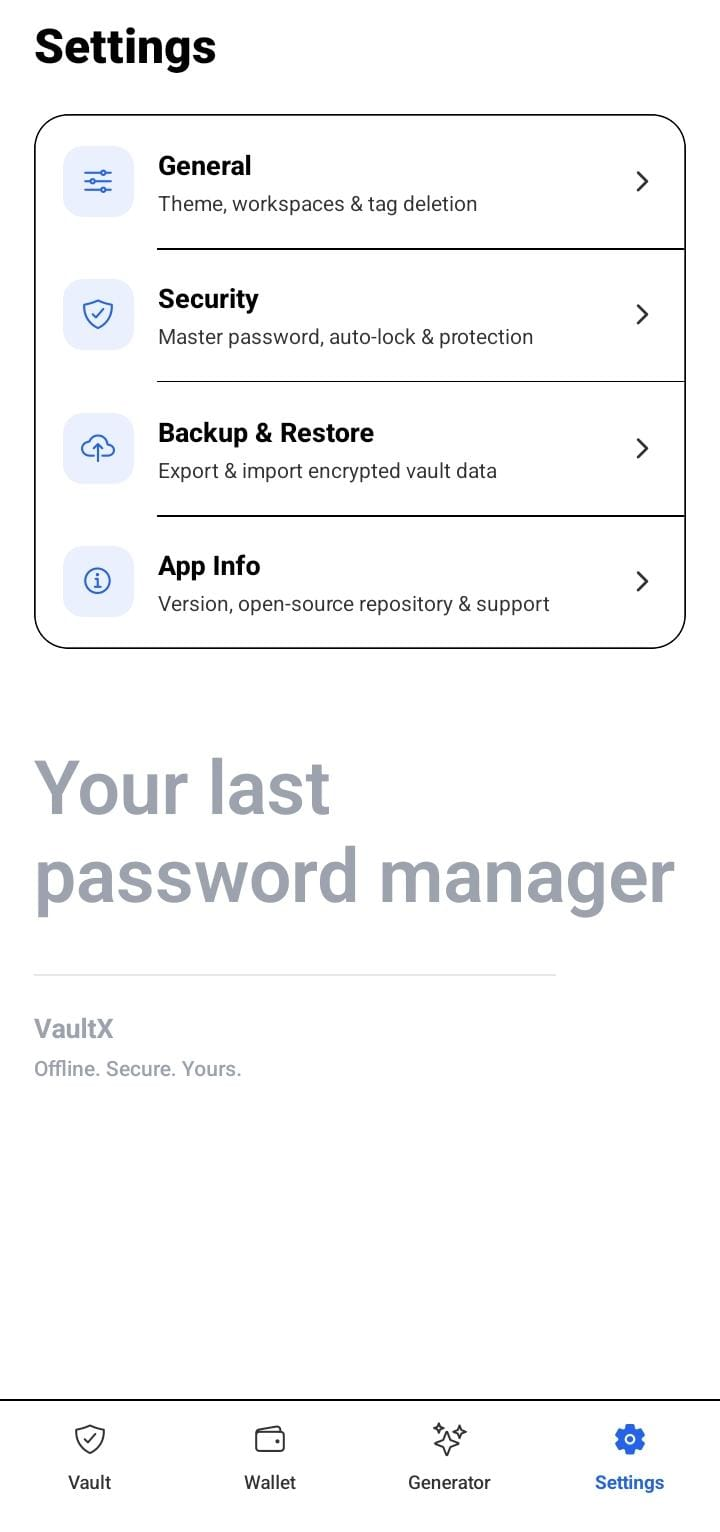 Settings
General
Theme, workspaces & tag deletion
Security
Master password, auto-lock & protection
Backup & Restore
Export & import encrypted vault data
App Info
Version, open-source repository & support
Your last
password manager
VaultX
Offline. Secure. Yours.
Vault
Wallet
Generator
Settings